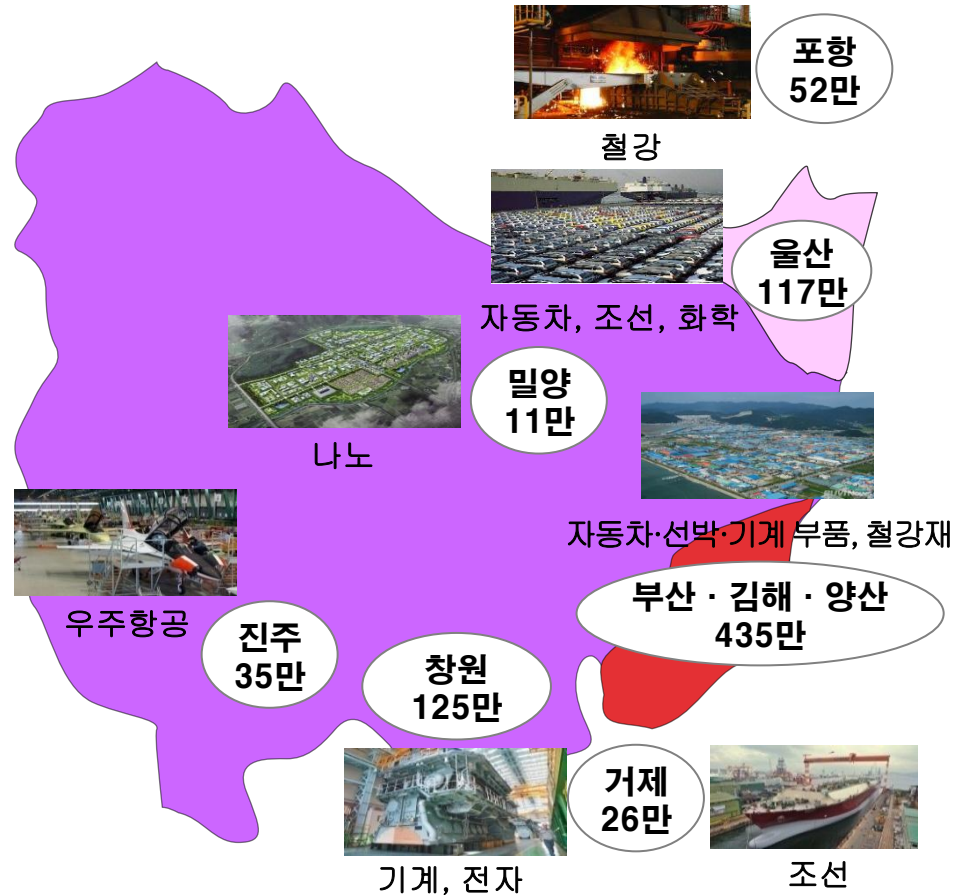 포항
52만
철강
울산
117만
자동차, 조선, 화학
밀양
11만
나노
자동차·선박·기계 부품, 철강재
우주항공
부산 · 김해 · 양산
435만
진주
35만
창원
125만
거제
26만
기계, 전자
조선